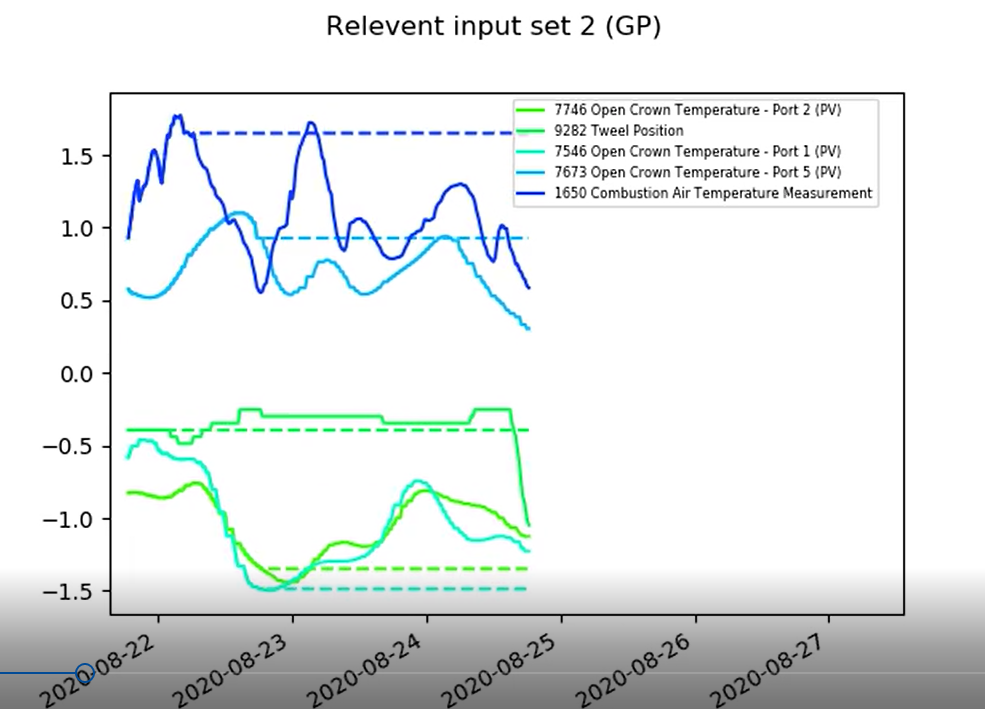 Relevent input set 2 (GP)
7746 Open Crown Temperature - Port 2 (PV)
9282 Tweel Position
7546 Open Crown Temperature - Port 1 (PV)
7673 Open Crown Temperature - Port 5 (PV)
1650 Combustion Air Temperature Measurement
1.5
1.0
0.5
0.0
−0.5
−1.0
−1.5
2020-08-22
2020-08-23
2020-08-24
2020-08-25
2020-08-26
2020-08-27